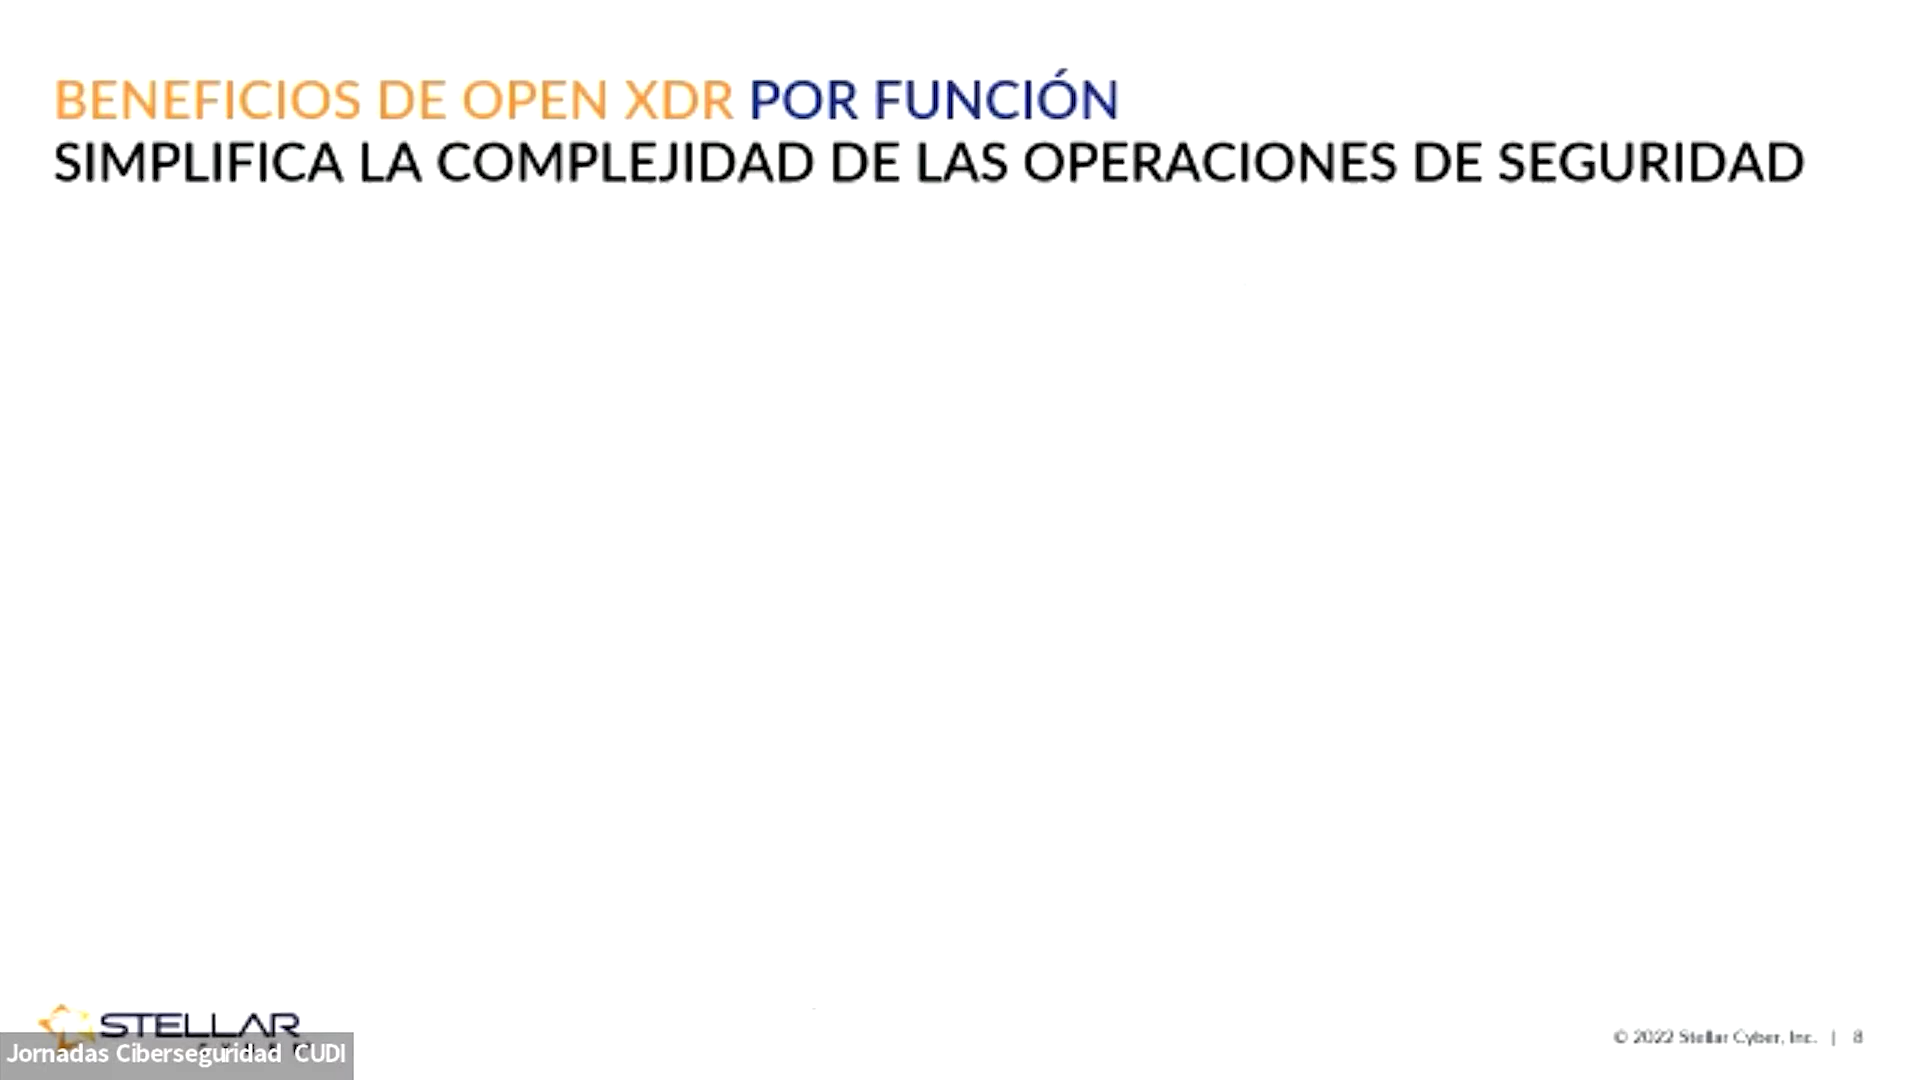 BENEFICIOS DE OPEN XDR POR FUNCIÓN
SIMPLIFICA LA COMPLEJIDAD DE LAS OPERACIONES DE SEGURIDAD
STELLAR
Jornadas Ciberseguridad CUDI
© 2022 Stellar Cyber, Inc. | 8